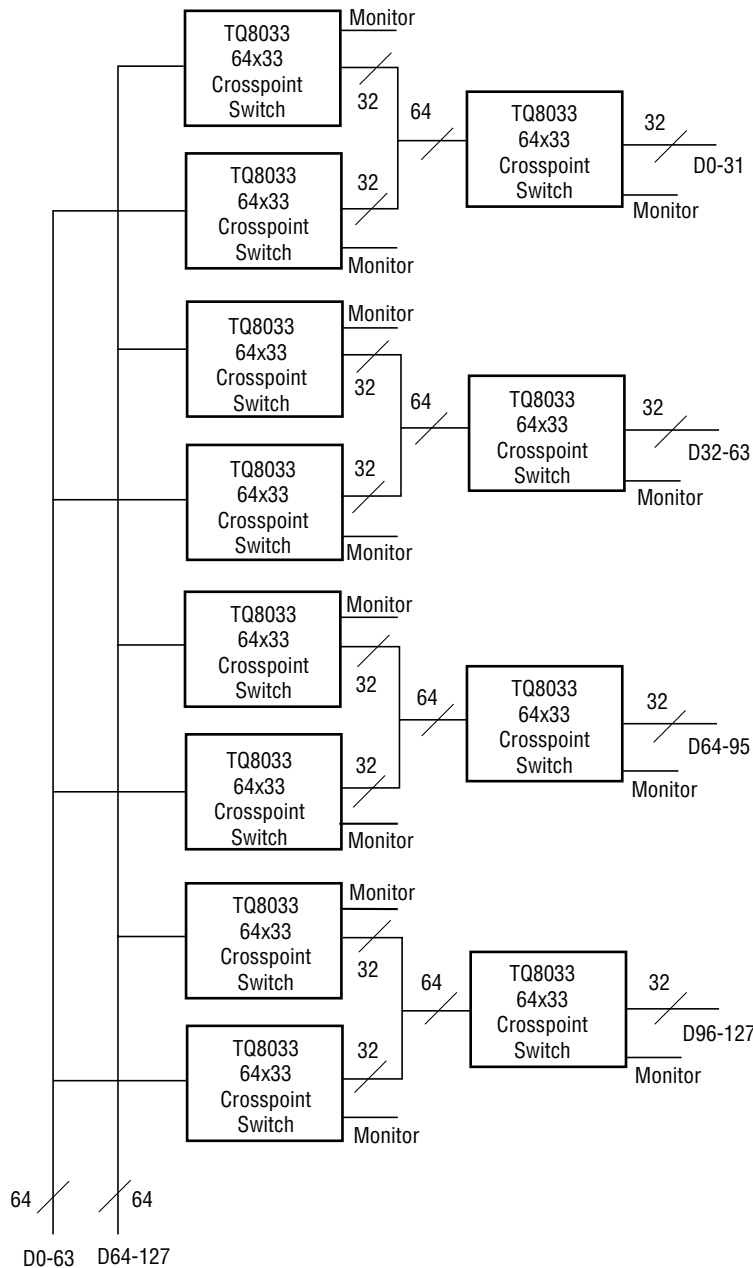 Monitor
TQ8033
64x33
Crosspoint
Switch
32
64
TQ8033
64x33
Crosspoint
Switch
32
D0-31
Monitor
TQ8033
64x33
Crosspoint
Switch
32
Monitor
Monitor
TQ8033
64x33
Crosspoint
Switch
32
64
TQ8033
64x33
Crosspoint
Switch
32
D32-63
Monitor
TQ8033
64x33
Crosspoint
Switch
32
Monitor
Monitor
TQ8033
64x33
Crosspoint
Switch
32
64
TQ8033
64x33
Crosspoint
Switch
32
D64-95
Monitor
TQ8033
64x33
Crosspoint
Switch
32
Monitor
Monitor
TQ8033
64x33
Crosspoint
Switch
32
64
TQ8033
64x33
Crosspoint
Switch
32
D96-127
Monitor
TQ8033
64x33
Crosspoint
Switch
32
Monitor
64
64
D0-63
D64-127